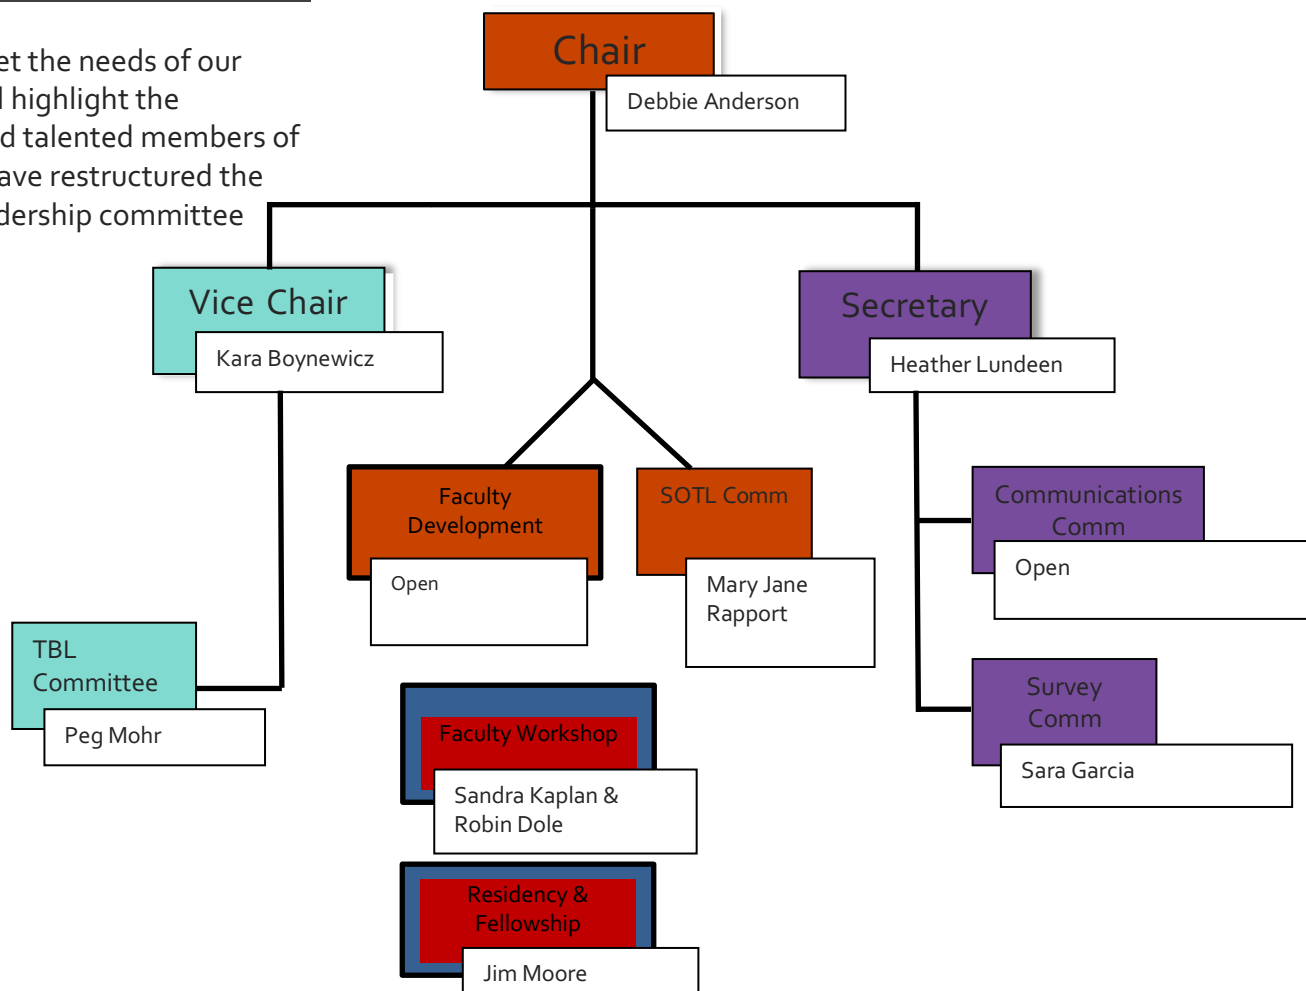 et the needs of our
highlight the
d talented members of
ave restructured the
dership committee
Chair
Debbie Anderson
Vice Chair
Kara Boynewicz
Secretary
Heather Lundeen
Faculty
Development
Open
SOTL Comm
Mary Jane
Rapport
Communications
Comm
Open
TBL
Committee
Peg Mohr
Survey
Comm
Sara Garcia
Faculty Workshop
Sandra Kaplan &
Robin Dole
Residency &
Fellowship
Jim Moore